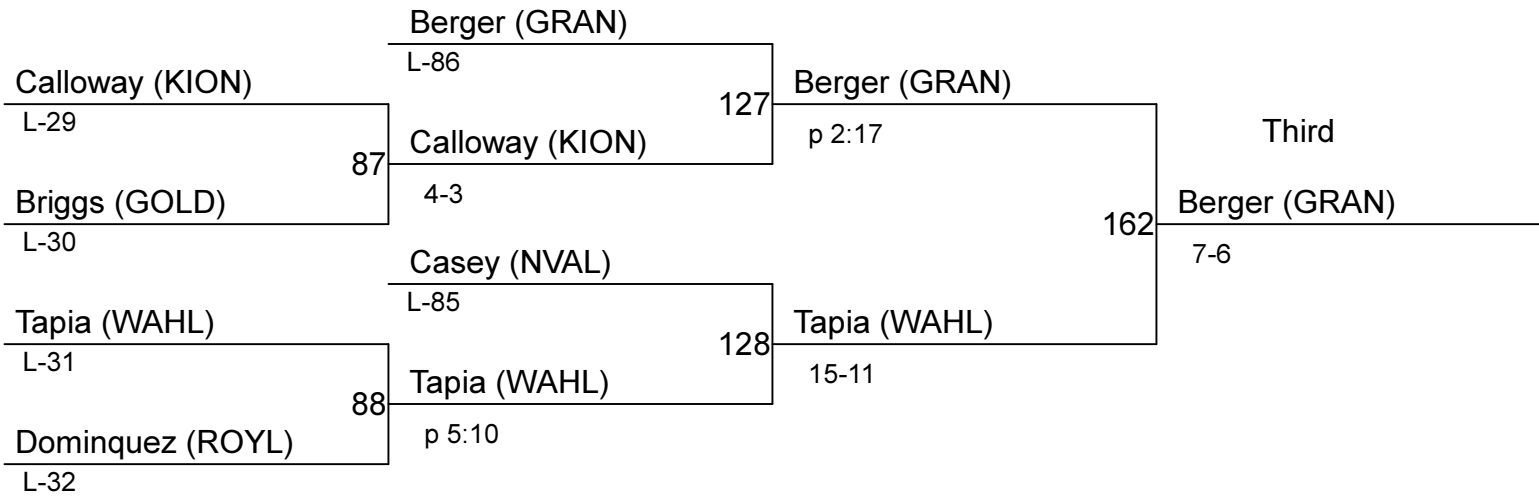 Berger (GRAN)
L-86
Calloway (KION)
L-29
127
Berger (GRAN)
p 2:17
Third
87
Calloway (KION)
4-3
Briggs (GOLD)
L-30
162
Berger (GRAN)
7-6
Casey (NVAL)
L-85
Tapia (WAHL)
L-31
128
Tapia (WAHL)
15-11
88
Tapia (WAHL)
p 5:10
Dominquez (ROYL)
L-32